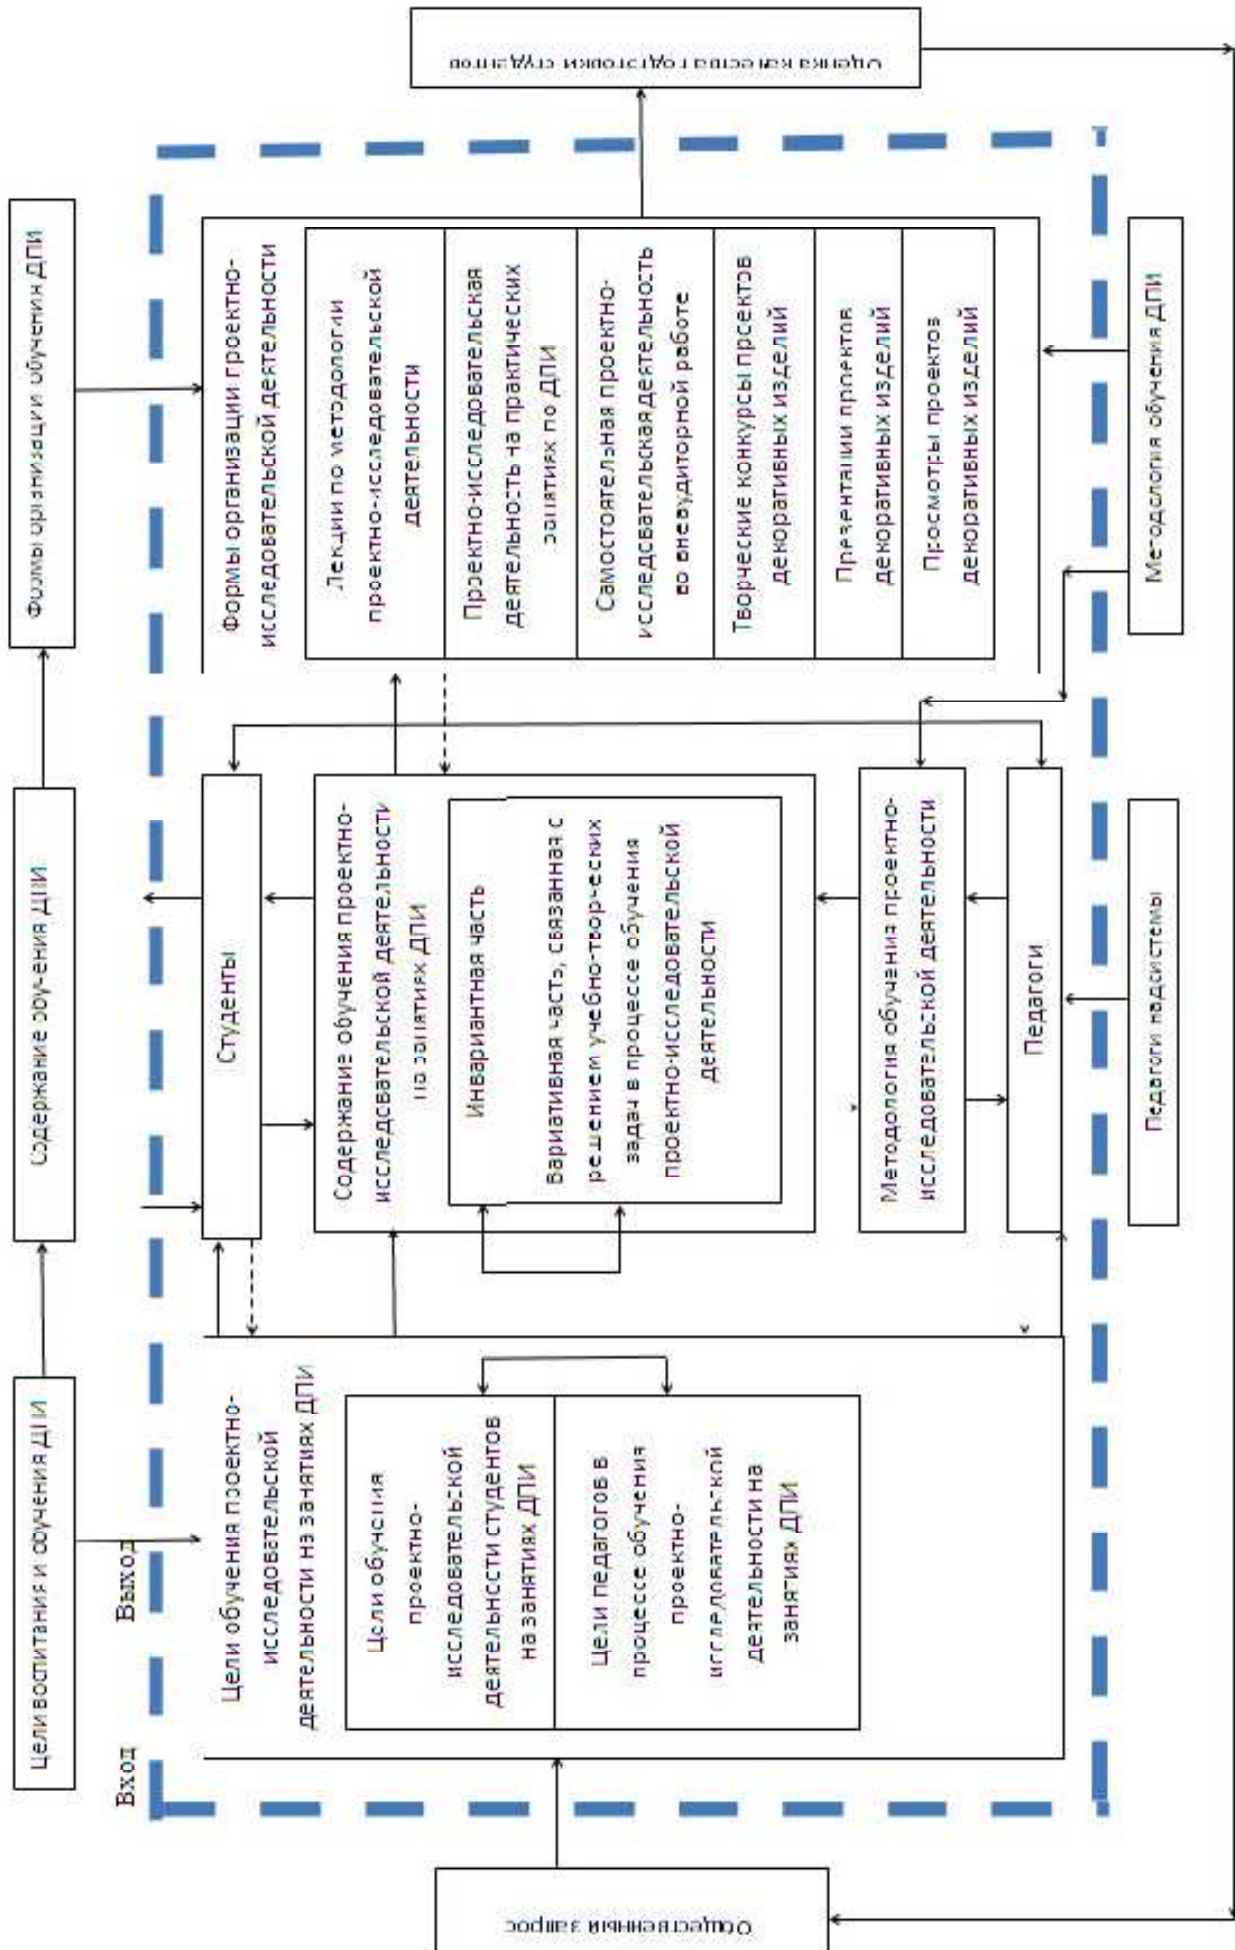 Цели воспитания и обучения ДПИ
Содержание обучения ДПИ
Формы организации обучения ДПИ
Вход
Выход
Общественный запрос
Цели обучения проектно-
исследовательской
деятельности на занятиях ДПИ
Цели обучения
проектно-
исследовательской
деятельности студентов
на занятиях ДПИ
Цели педагогов в
процессе обучения
проектно-
исследовательской
деятельности на
занятиях ДПИ
Студенты
Содержание обучения проектно-
исследовательской деятельности
на занятиях ДПИ
Инвариантная часть
Вариативная часть, связанная с
решением учебно-творческих
задач в процессе обучения
проектно-исследовательской
деятельности
Методология обучения проектно-
исследовательской деятельности
Педагоги
Формы организации проектно-
исследовательской деятельности
Лекции по методологии
проектно-исследовательской
деятельности
Проектно-исследовательская
деятельность на практических
занятиях по ДПИ
Самостоятельная проектно-
исследовательская деятельность
во внеаудиторной работе
Творческие конкурсы проектов
декоративных изделий
Презентации проектов
декоративных изделий
Просмотры проектов
декоративных изделий
Оценка качества подготовки студентов
Педагоги надсистемы
Методология обучения ДПИ